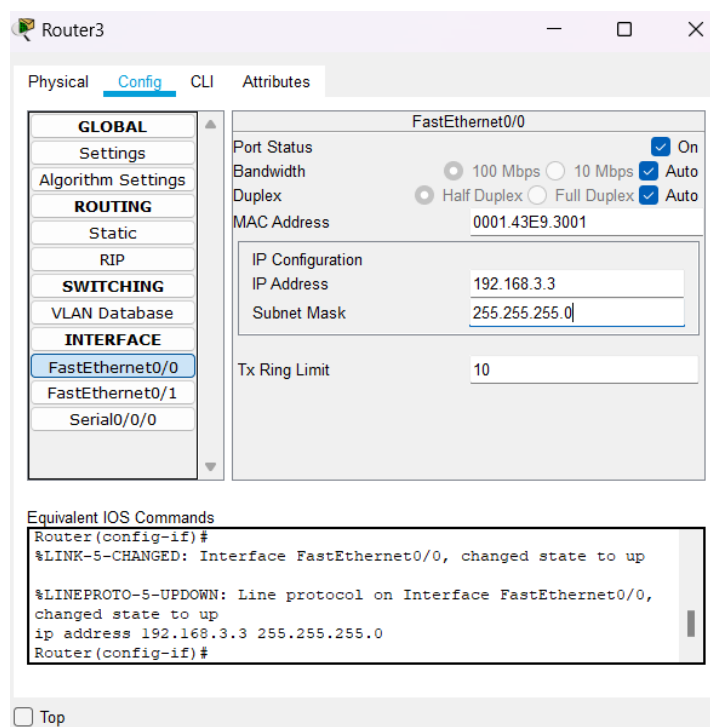 Router3
Physical Config CLI Attributes
GLOBAL
Settings
Algorithm Settings
ROUTING
Static
RIP
SWITCHING
VLAN Database
INTERFACE
FastEthernet0/0
FastEthernet0/1
Serial0/0/0
FastEthernet0/0
Port Status On
Bandwidth 100 Mbps 10 Mbps Auto
Duplex Half Duplex Full Duplex Auto
MAC Address 0001.43E9.3001
IP Configuration
IP Address 192.168.3.3
Subnet Mask 255.255.255.0
Tx Ring Limit 10
Equivalent IOS Commands
Router(config-if)#
%LINK-5-CHANGED: Interface FastEthernet0/0, changed state to up
%LINEPROTO-5-UPDOWN: Line protocol on Interface FastEthernet0/0,
changed state to up
ip address 192.168.3.3 255.255.255.0
Router(config-if)#
Top